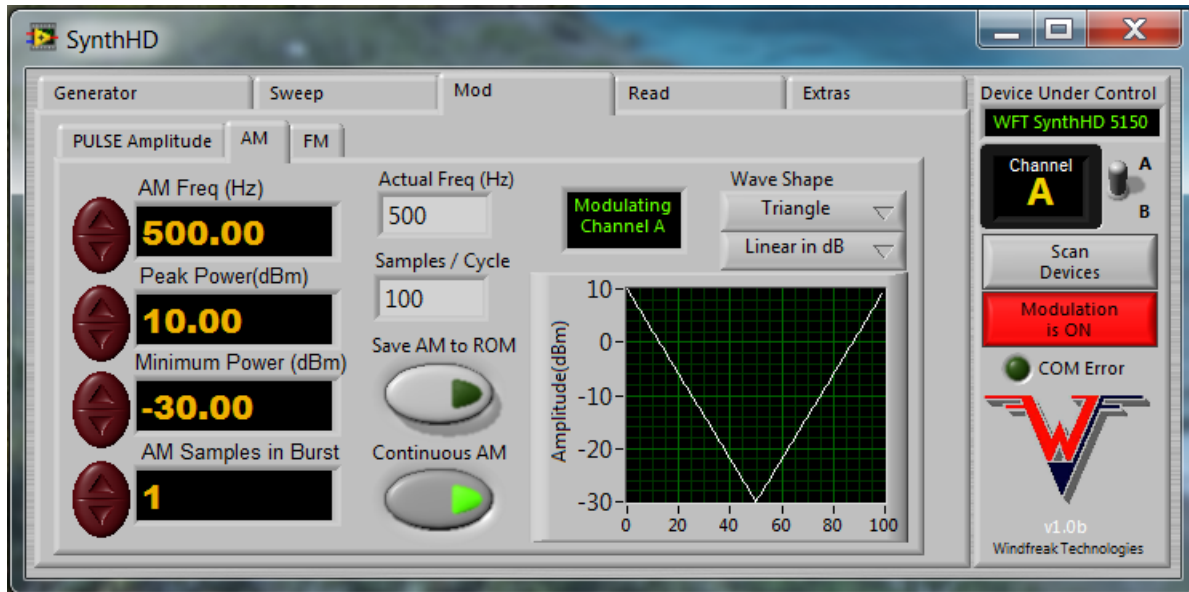 SynthHD
Generator
Sweep
Mod
Read
Extras
PULSE Amplitude
AM
FM
AM Freq (Hz)
500.00
Peak Power(dBm)
10.00
Minimum Power (dBm)
-30.00
AM Samples in Burst
1
Actual Freq (Hz)
500
Samples / Cycle
100
Save AM to ROM
Continuous AM
Modulating
Channel A
Wave Shape
Triangle
Linear in dB
Amplitude(dBm)
10
0
-10
-20
-30
0 20 40 60 80 100
Device Under Control
WFT SynthHD 5150
Channel
A
A
B
Scan
Devices
Modulation
is ON
COM Error
W
v1.0b
Windfreak Technologies